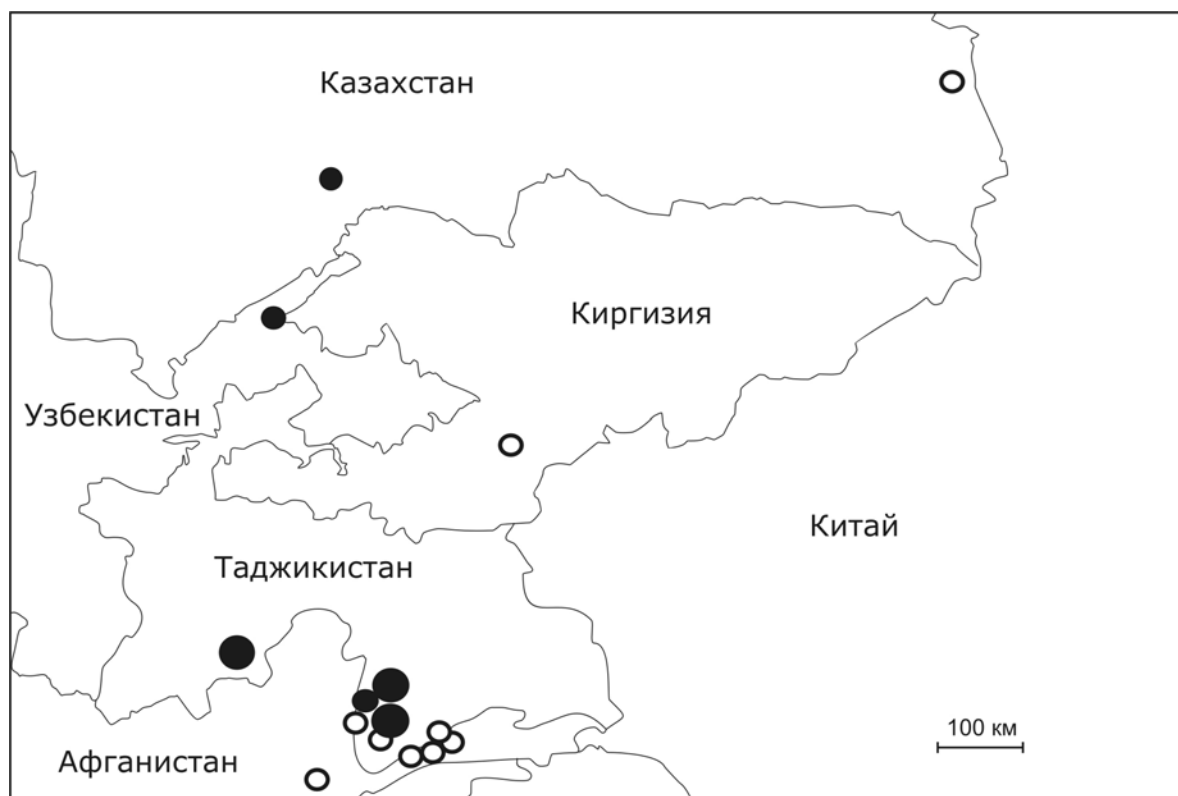 Казахстан
Киргизия
Узбекистан
Китай
Таджикистан
100 км
Афганистан